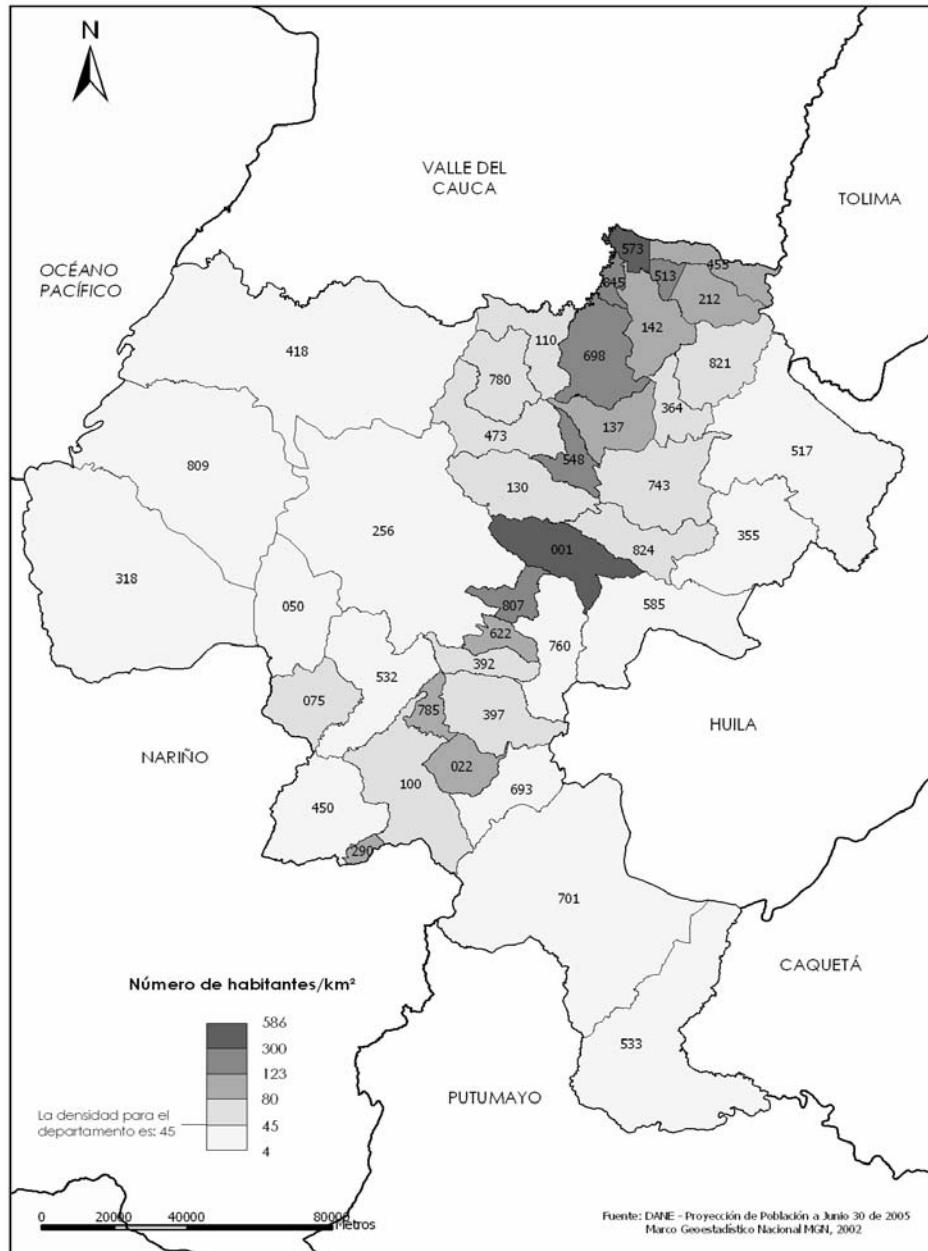 N
VALLE DEL
CAUCA
TOLIMA
OCÉANO
PACÍFICO
573
455
513
845
212
142
418
110
698
821
780
364
473
137
517
809
548
130
743
256
001
824
355
318
050
585
807
622
760
392
532
075
785
397
HUILA
NARIÑO
022
100
693
450
290
701
CAQUETÁ
533
PUTUMAYO
Número de habitantes/km²
586
300
123
80
45
4
La densidad para el
departamento es: 45
0 20000 40000 80000
Metros
Fuente: DANE - Proyección de Población a Junio 30 de 2005
Marco Geoestadístico Nacional MGN, 2002